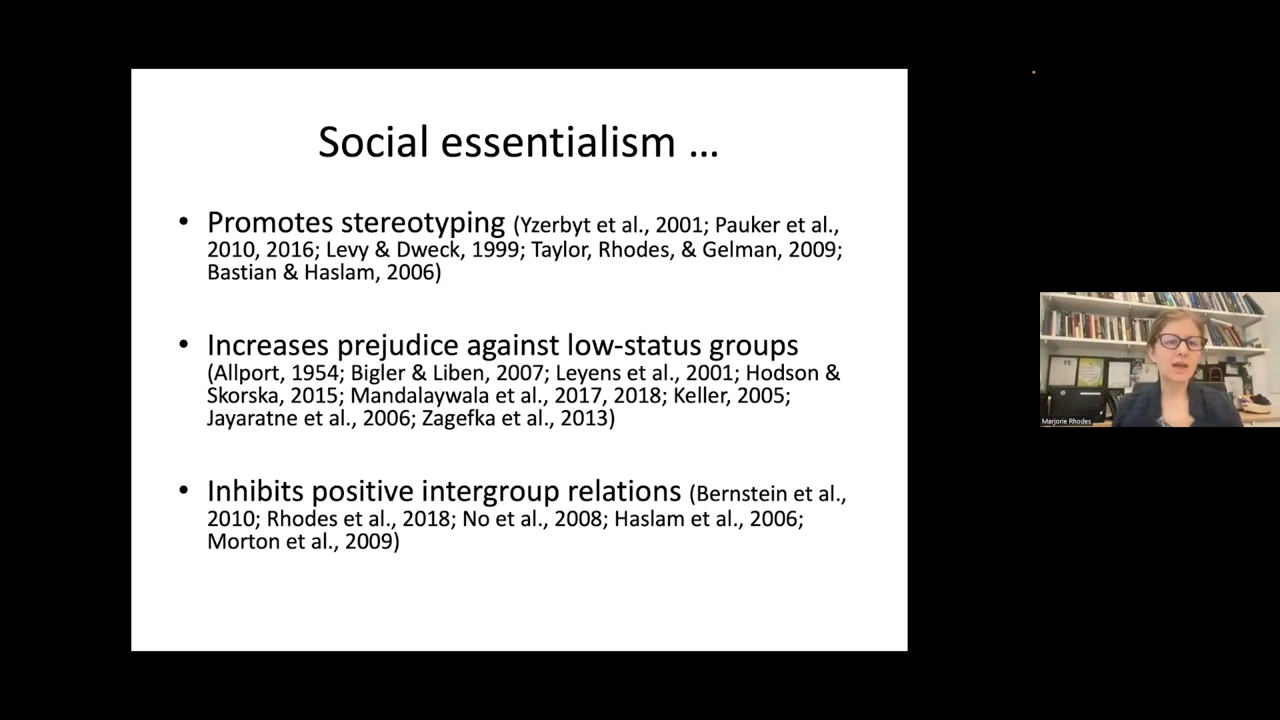 Social essentialism …
• Promotes stereotyping (Yzerbyt et al., 2001; Pauker et al.,
2010, 2016; Levy & Dweck, 1999; Taylor, Rhodes, & Gelman, 2009;
Bastian & Haslam, 2006)
• Increases prejudice against low-status groups
(Allport, 1954; Bigler & Liben, 2007; Leyens et al., 2001; Hodson &
Skorska, 2015; Mandalaywala et al., 2017, 2018; Keller, 2005;
Jayaratne et al., 2006; Zagefka et al., 2013)
• Inhibits positive intergroup relations (Bernstein et al.,
2010; Rhodes et al., 2018; No et al., 2008; Haslam et al., 2006;
Morton et al., 2009)
Marjorie Rhodes